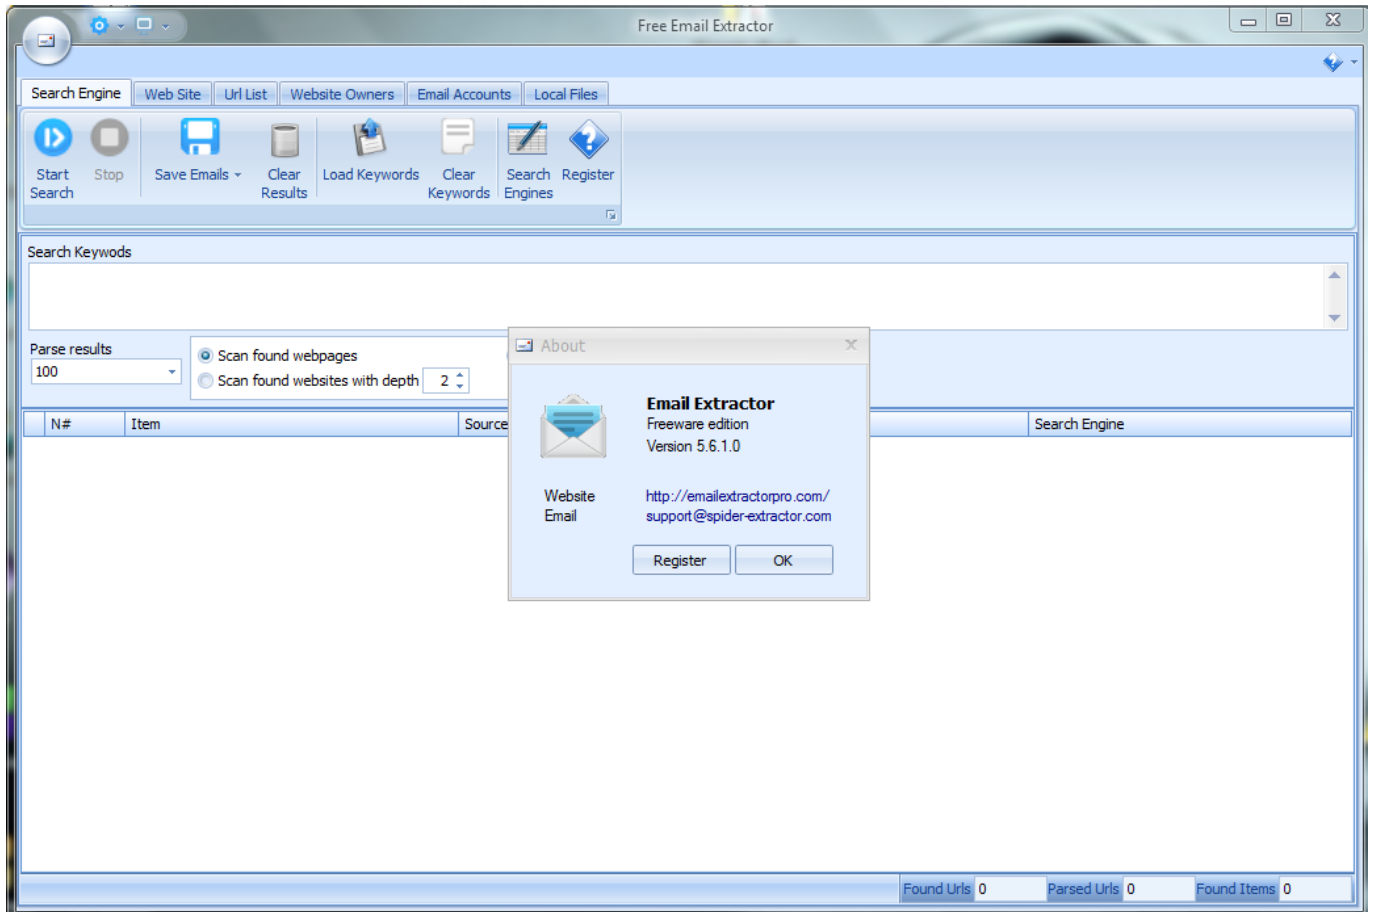 Free Email Extractor
Search Engine Web Site Url List Website Owners Email Accounts Local Files
Start Search Stop Save Emails Clear Results Load Keywords Clear Keywords Search Engines Register
Search Keywods
Parse results
100
Scan found webpages
Scan found websites with depth 2
N# Item Source Search Engine
About
Email Extractor
Freeware edition
Version 5.6.1.0
Website http://emailextractorpro.com/
Email support@spider-extractor.com
Register OK
Found Urls 0 Parsed Urls 0 Found Items 0